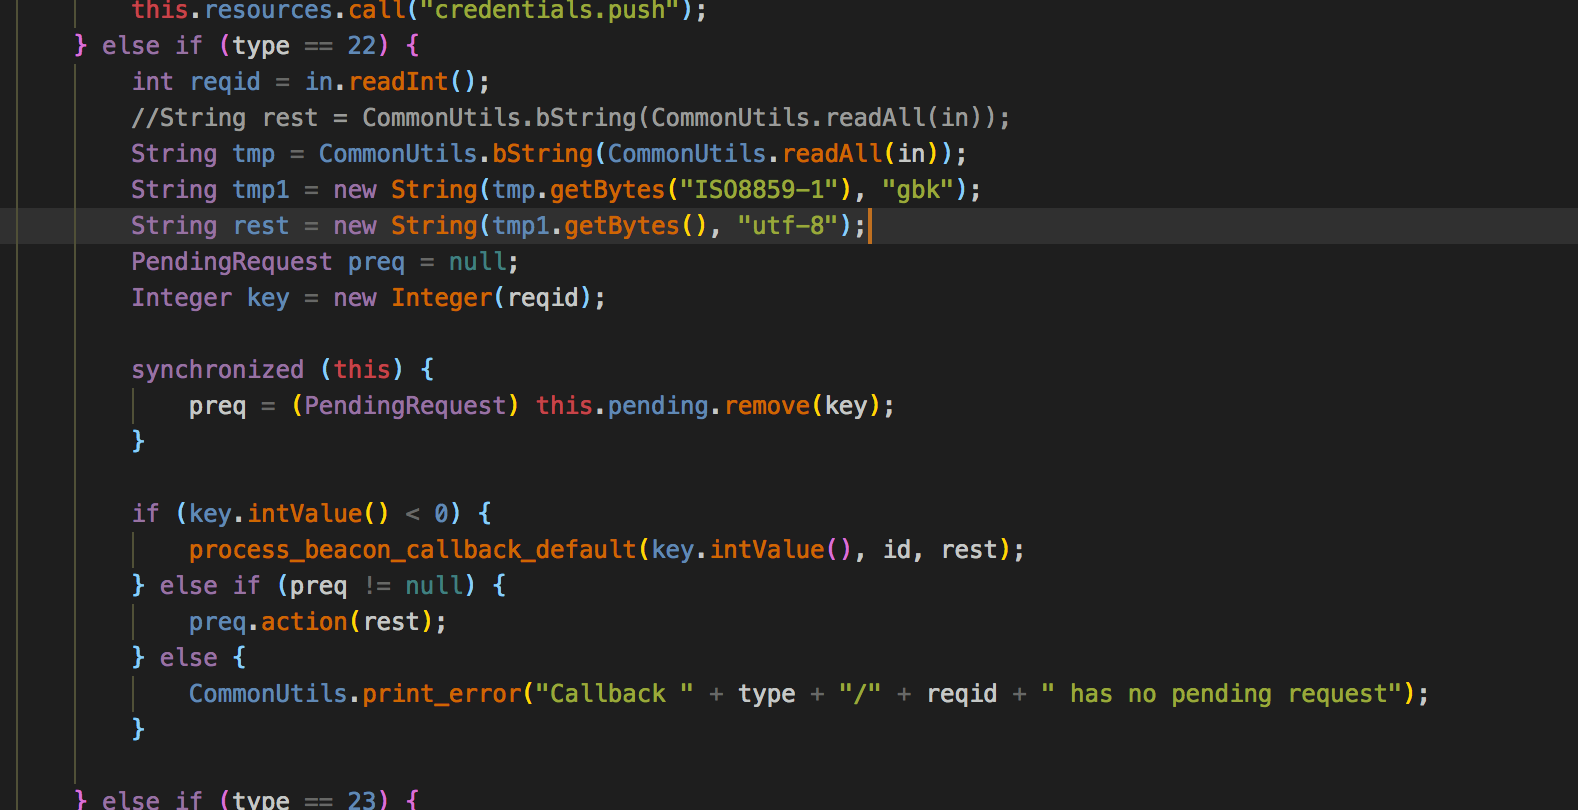 this.resources.call("credentials.push");
} else if (type == 22) {
int reqid = in.readInt();
//String rest = CommonUtils.bString(CommonUtils.readAll(in));
String tmp = CommonUtils.bString(CommonUtils.readAll(in));
String tmp1 = new String(tmp.getBytes("ISO8859-1"), "gbk");
String rest = new String(tmp1.getBytes(), "utf-8");
PendingRequest preq = null;
Integer key = new Integer(reqid);
synchronized (this) {
preq = (PendingRequest) this.pending.remove(key);
}
if (key.intValue() < 0) {
process_beacon_callback_default(key.intValue(), id, rest);
} else if (preq != null) {
preq.action(rest);
} else {
CommonUtils.print_error("Callback " + type + "/" + reqid + " has no pending request");
}
} else if (type == 23) {